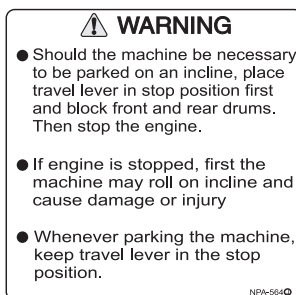 WARNING
● Should the machine be necessary
to be parked on an incline, place
travel lever in stop position first
and block front and rear drums.
Then stop the engine.
● If engine is stopped, first the
machine may roll on incline and
cause damage or injury
● Whenever parking the machine,
keep travel lever in the stop
position.
NPA-564